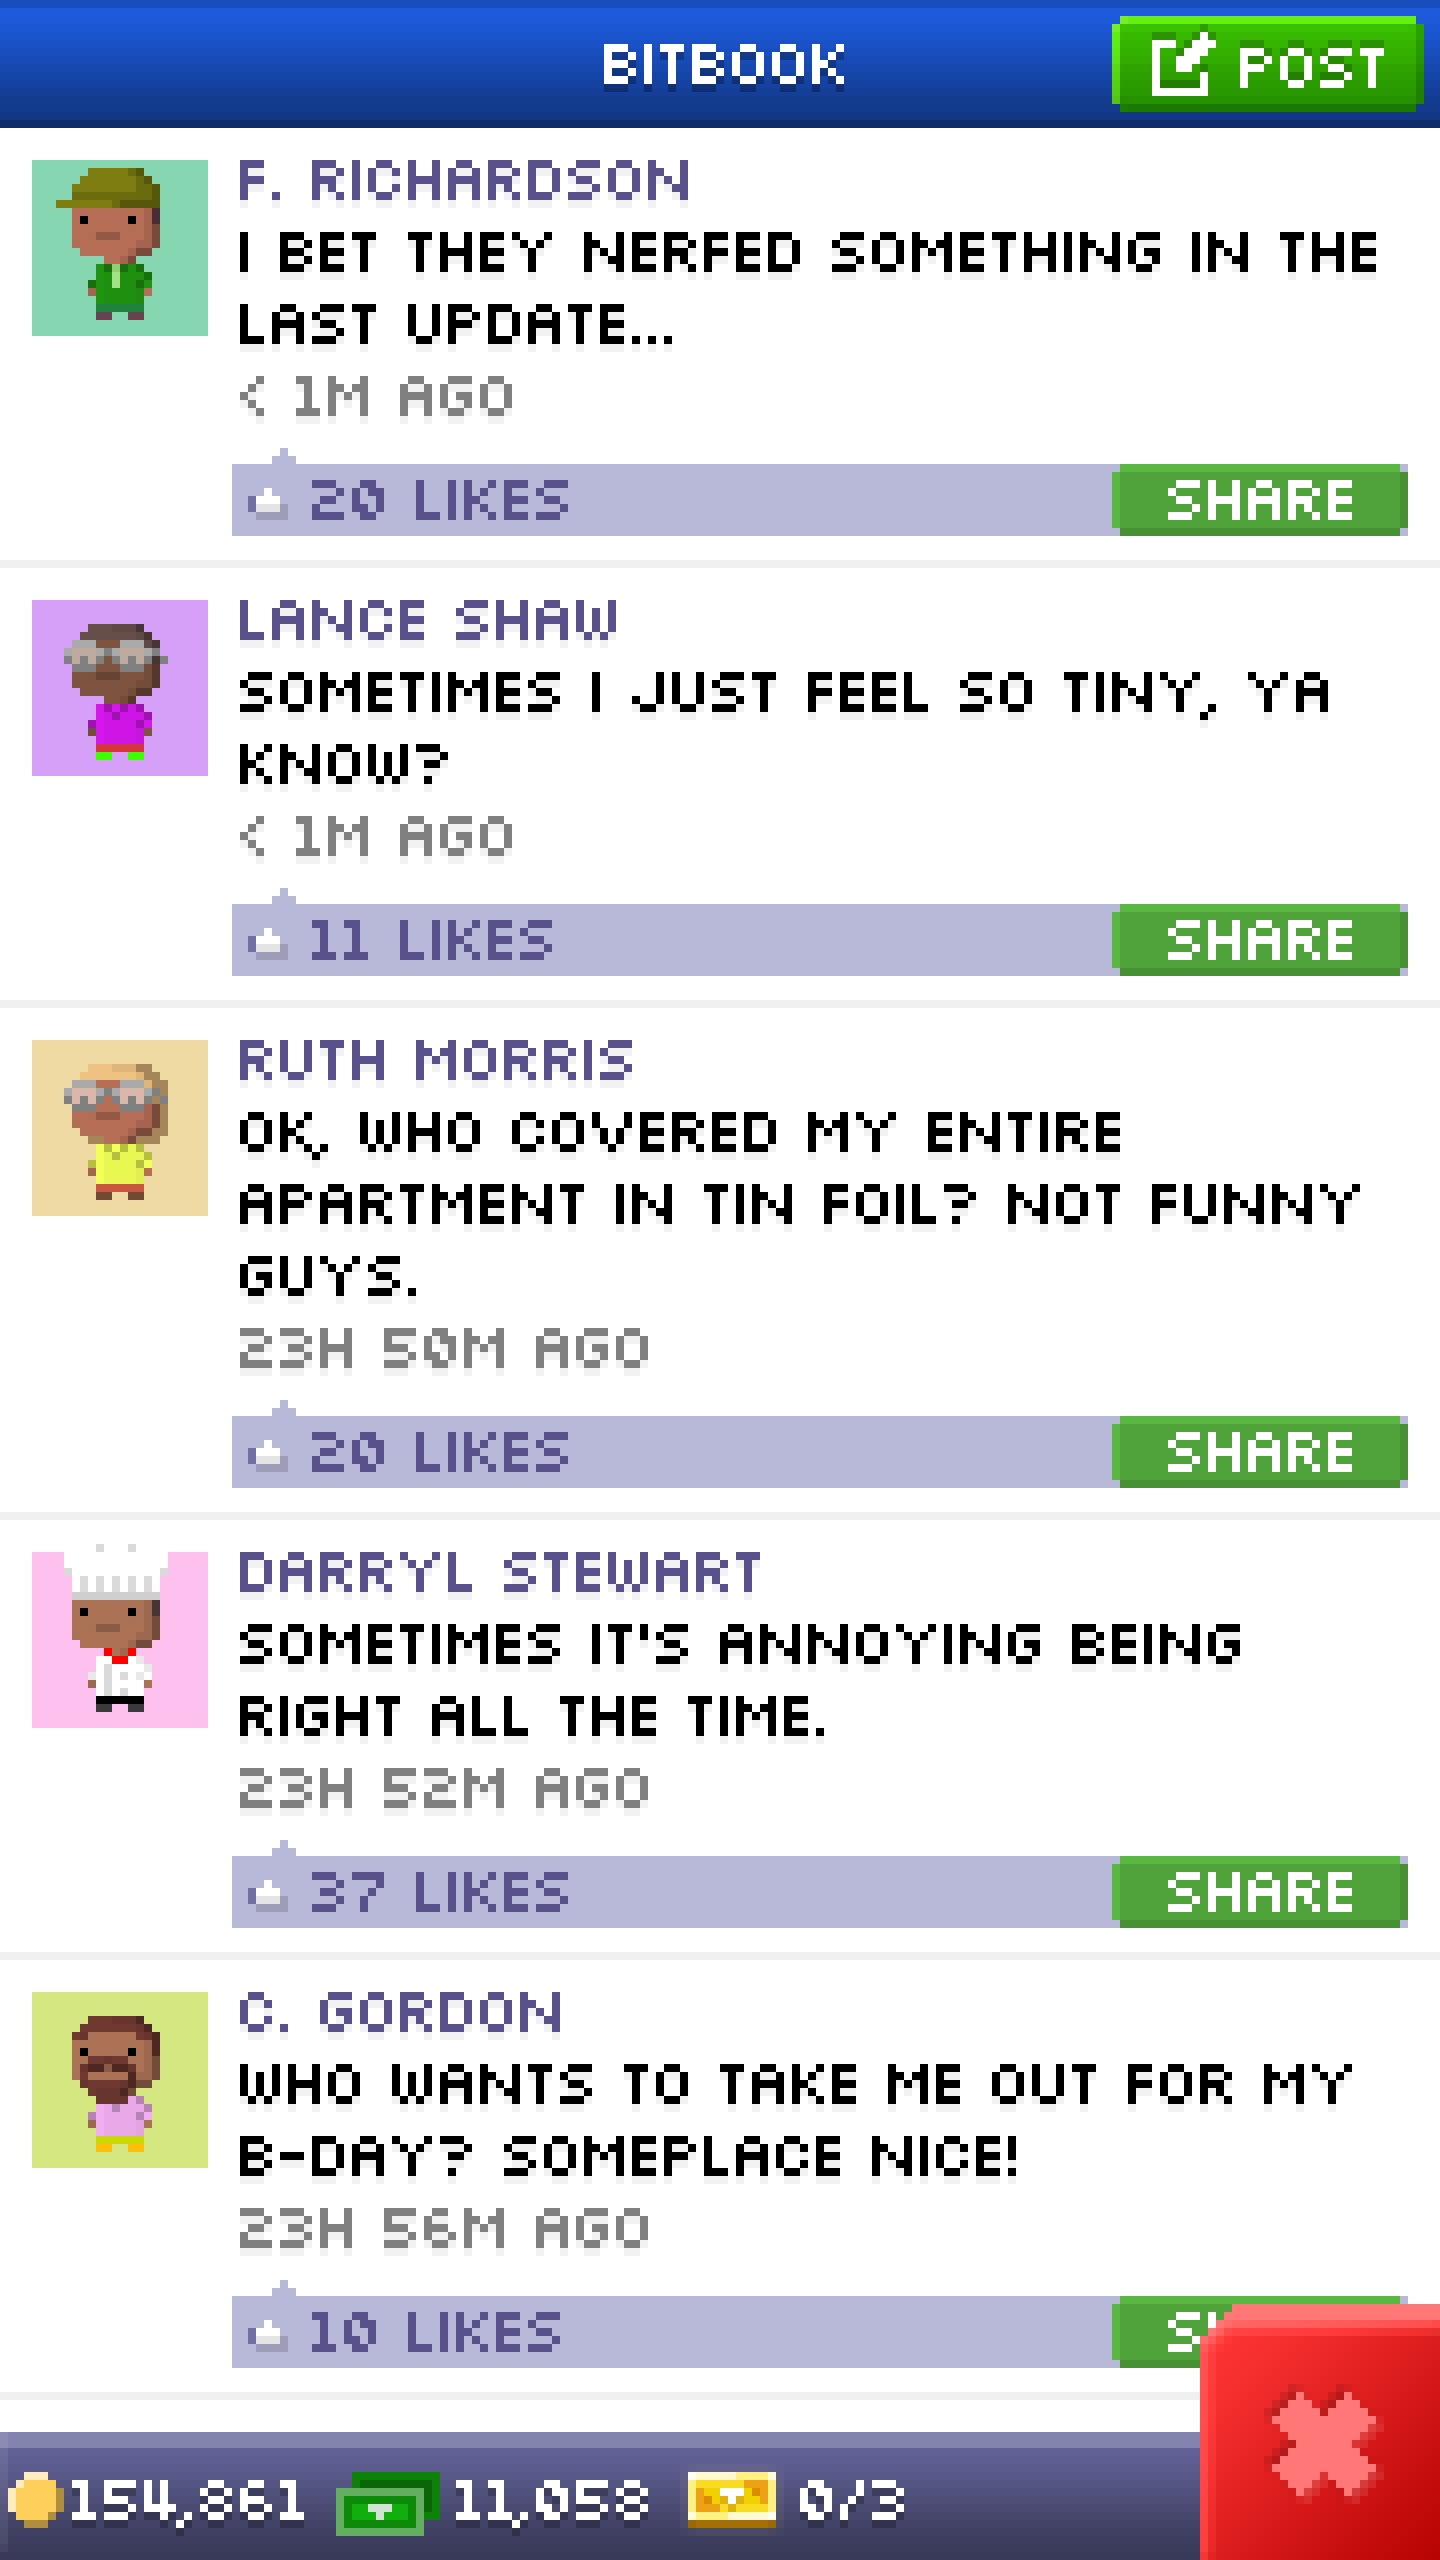 BITBOOK
POST
F. RICHARDSON
I BET THEY NERFED SOMETHING IN THE
LAST UPDATE...
< 1M AGO
20 LIKES
SHARE
LANCE SHAW
SOMETIMES I JUST FEEL SO TINY, YA
KNOW?
< 1M AGO
11 LIKES
SHARE
RUTH MORRIS
OK, WHO COVERED MY ENTIRE
APARTMENT IN TIN FOIL? NOT FUNNY
GUYS.
23H 50M AGO
20 LIKES
SHARE
DARRYL STEWART
SOMETIMES IT'S ANNOYING BEING
RIGHT ALL THE TIME.
23H 52M AGO
37 LIKES
SHARE
C. GORDON
WHO WANTS TO TAKE ME OUT FOR MY
B-DAY? SOMEPLACE NICE!
23H 56M AGO
10 LIKES
154,861
11,058
0/3